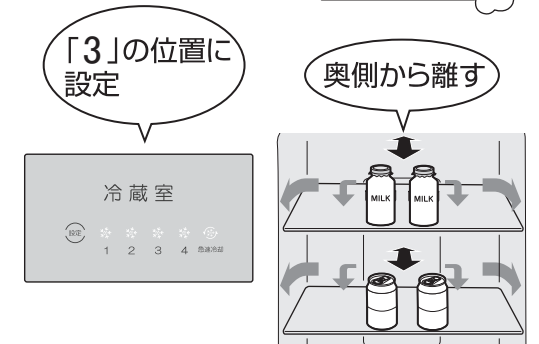 「3」の位置に
設定
奥側から離す
冷蔵室
設定
1 2 3 4 急速冷却
MILK MILK